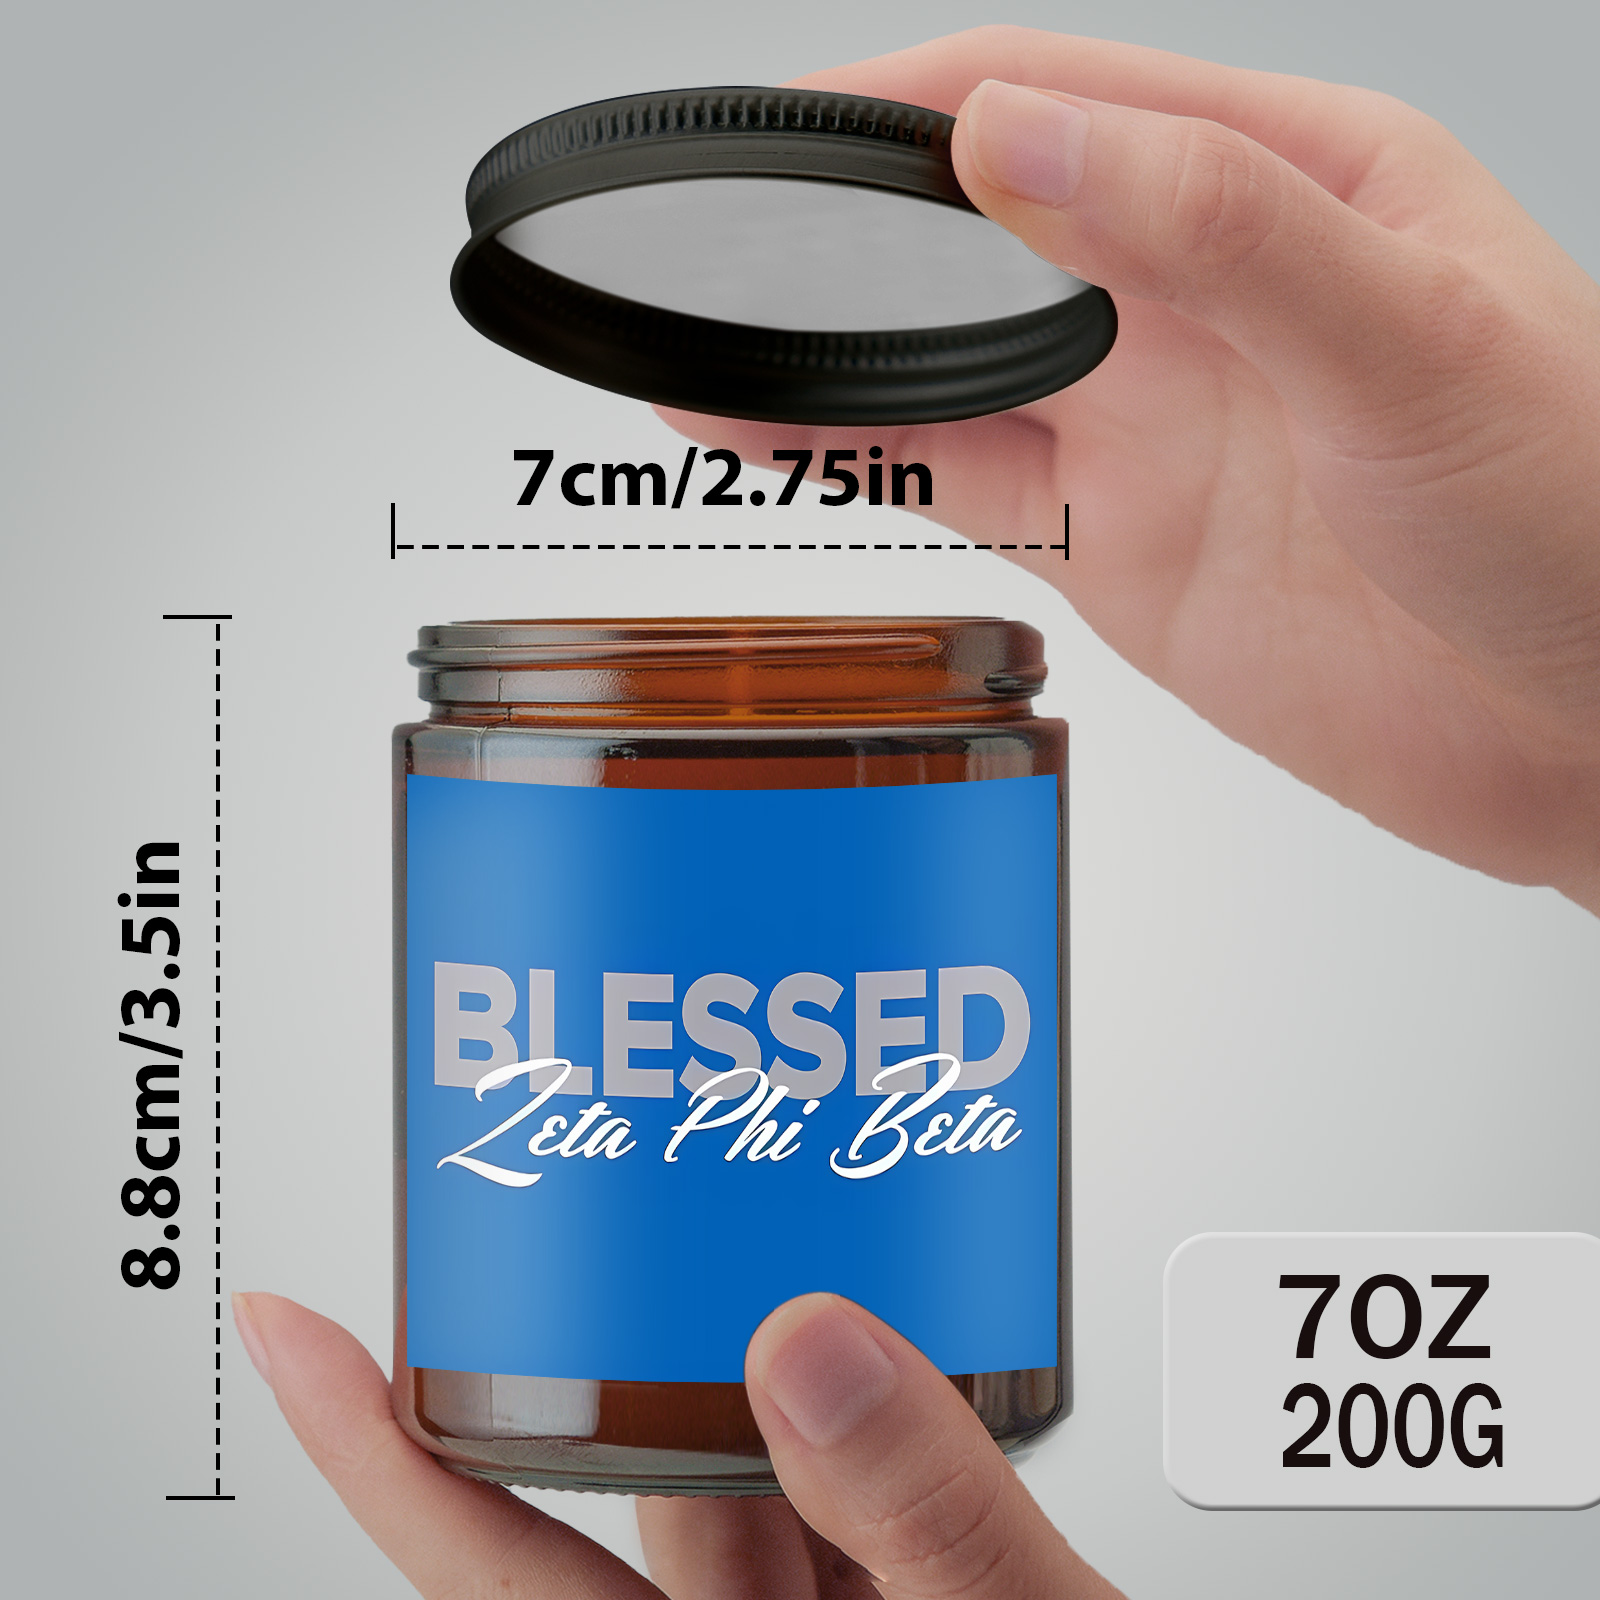 7cm/2.75in
8.8cm/3.5in
BLESSED
Zeta Phi Beta
7OZ
200G